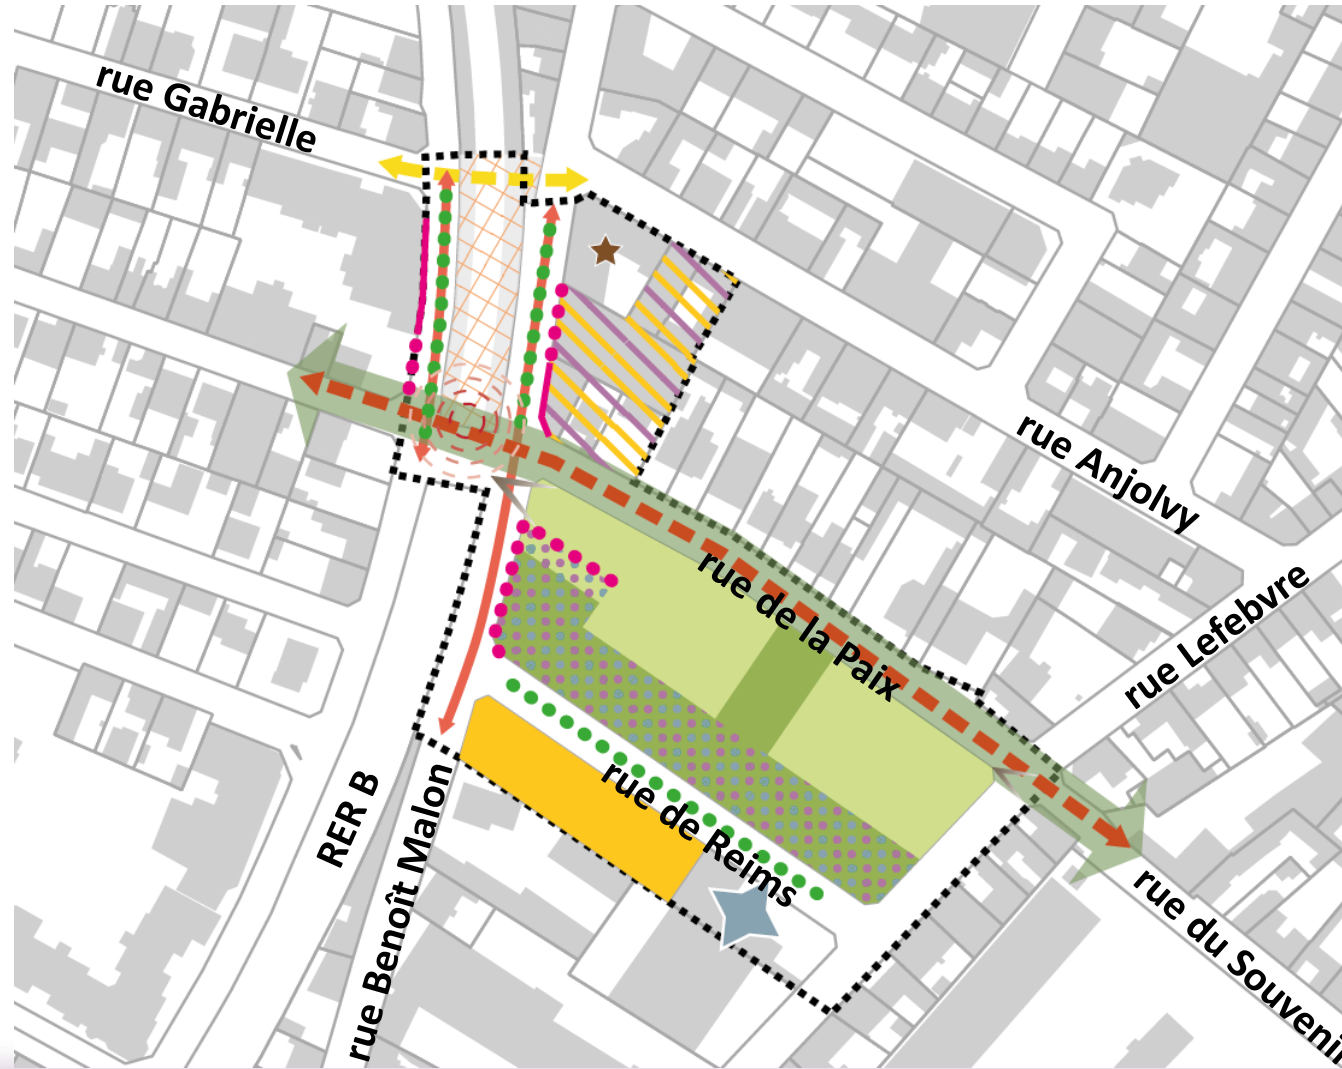 rue Gabrielle
rue Anjolvy
rue de la Paix
rue Lefebvre
rue de Reims
RER B
rue Benoît Malon
rue du Souveni